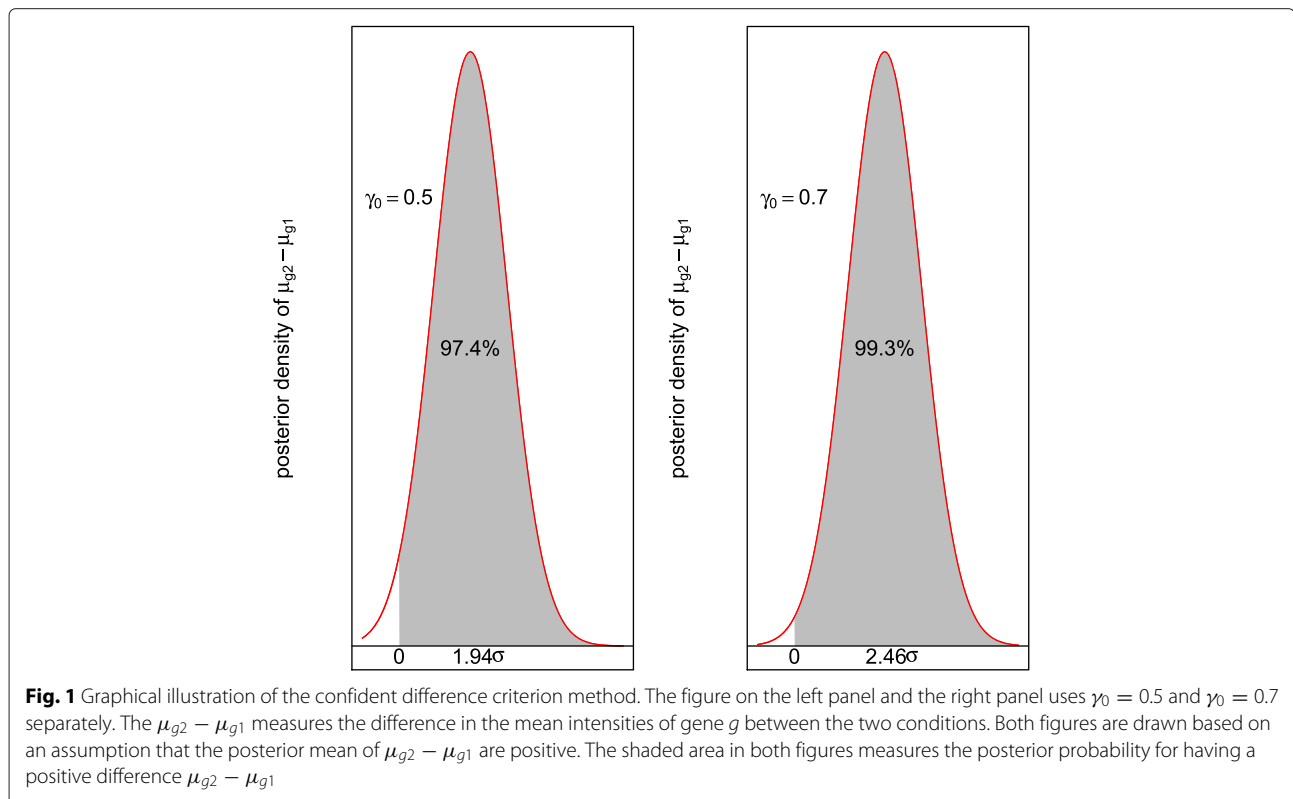 posterior density of μg2 − μg1
γ0 = 0.5
97.4%
0
1.94σ
posterior density of μg2 − μg1
γ0 = 0.7
99.3%
0
2.46σ
Fig. 1 Graphical illustration of the confident difference criterion method. The figure on the left panel and the right panel uses γ0 = 0.5 and γ0 = 0.7
separately. The μg2 − μg1 measures the difference in the mean intensities of gene g between the two conditions. Both figures are drawn based on
an assumption that the posterior mean of μg2 − μg1 are positive. The shaded area in both figures measures the posterior probability for having a
positive difference μg2 − μg1